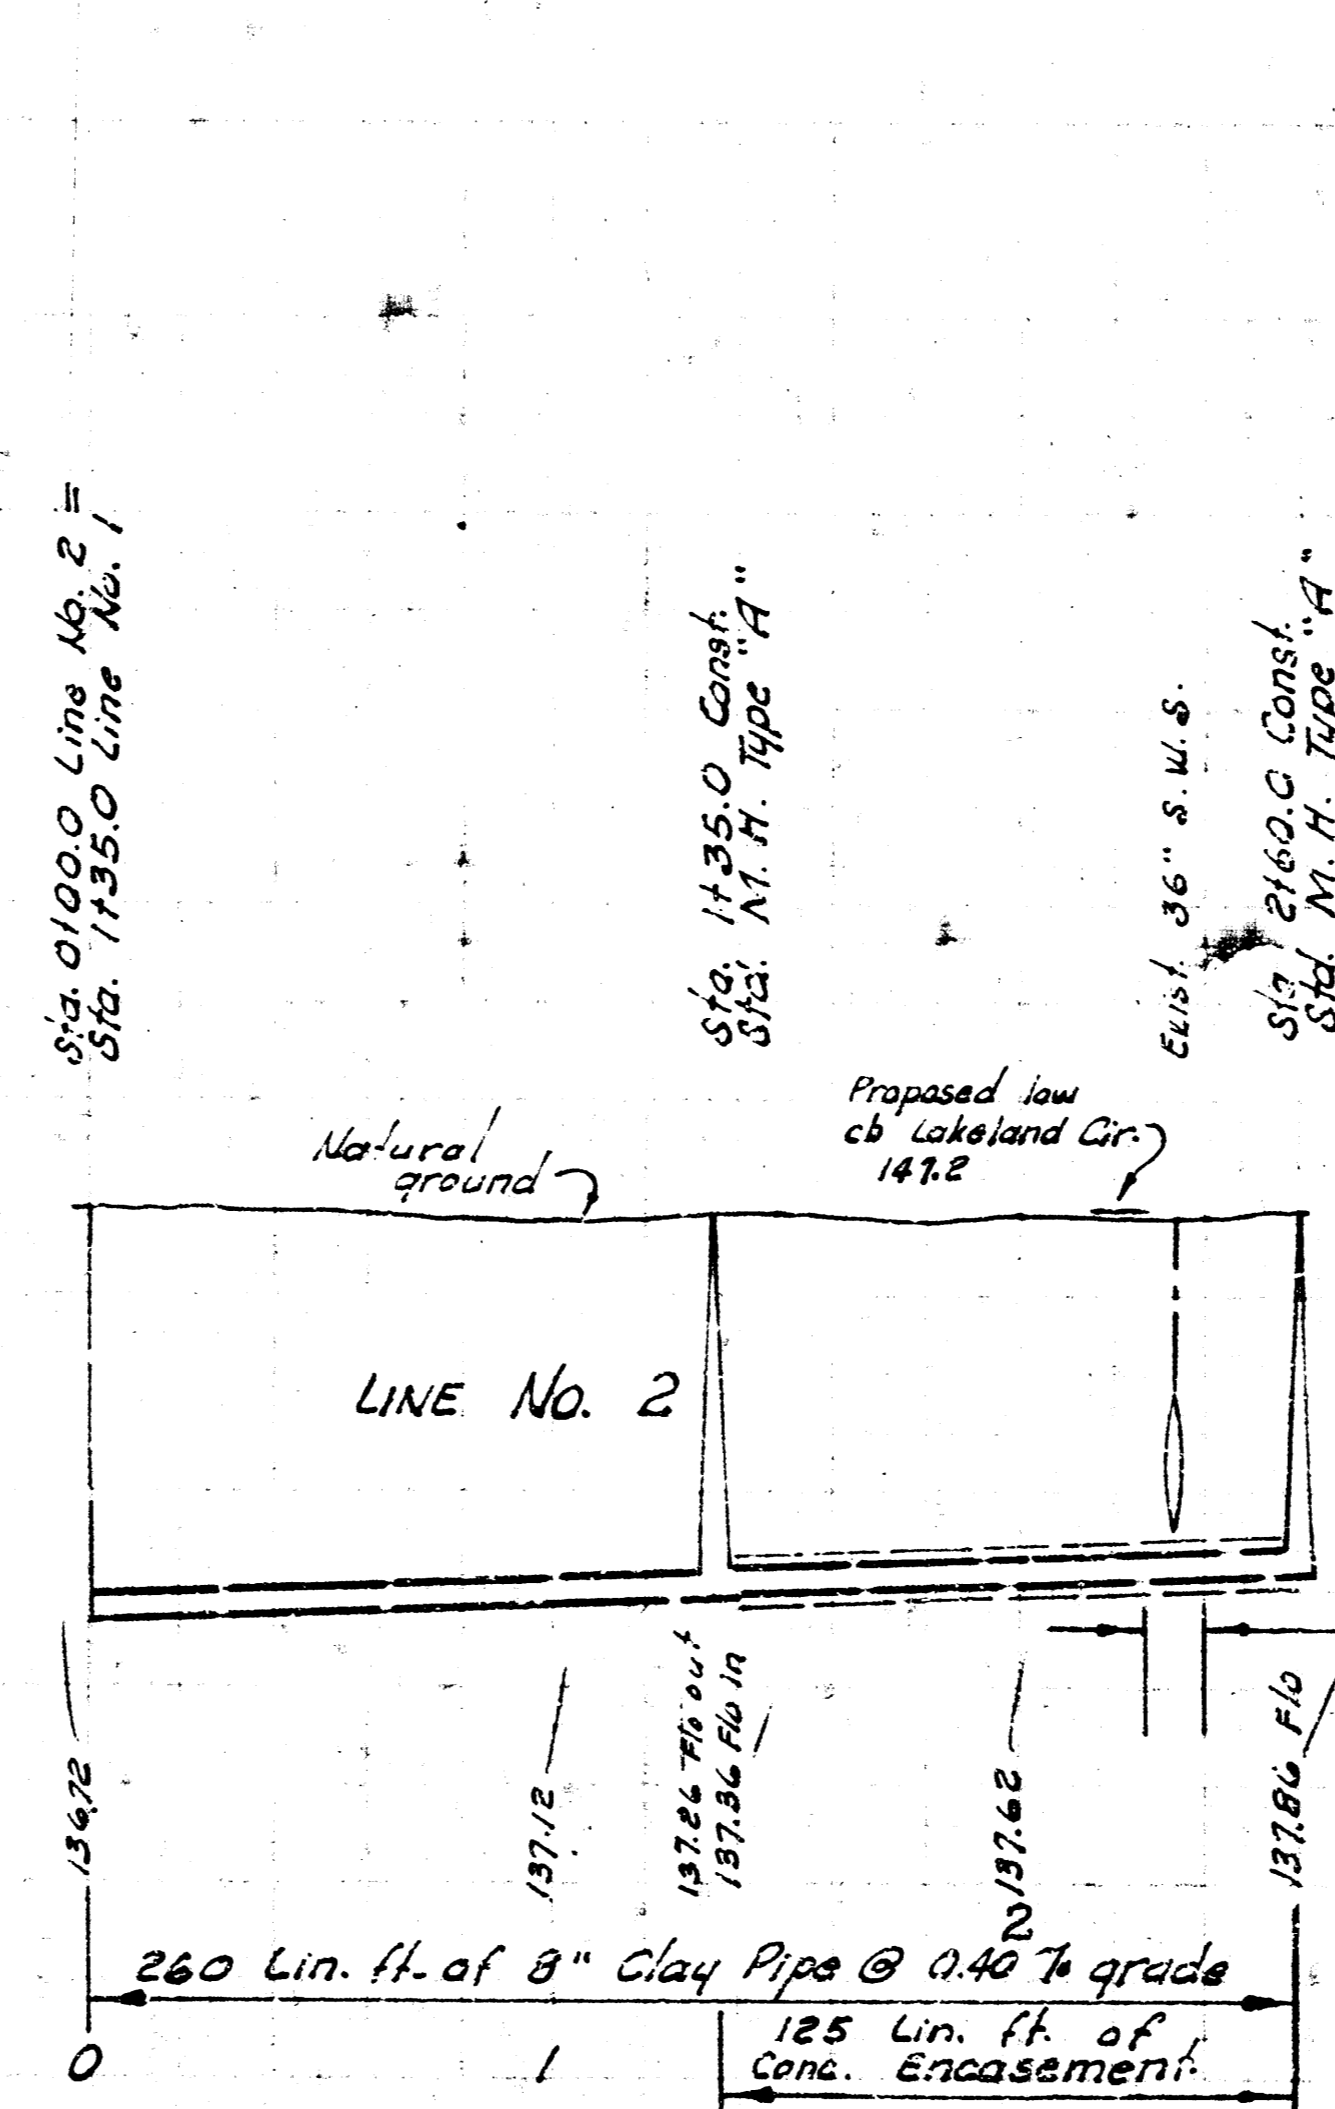 Sta. 0+00.0 Line No. 2 =
Sta. 1+35.0 Line No. 1
Sta. 1+35.0 Const.
Std. M.H. Type "A"
Exist. 36" S.W.S.
Sta 2+60.0 Const.
Std. M.H. Type "A"
Natural
ground
Proposed low
cb Lakeland Cir.
149.2
LINE No. 2
136.72
137.12
137.26 Flo out
137.36 Flo in
137.62
137.86 Flo
260 Lin. ft. of 8" Clay Pipe @ 0.40 % grade
125 Lin. ft. of
Conc. Encasement.
0
1
2